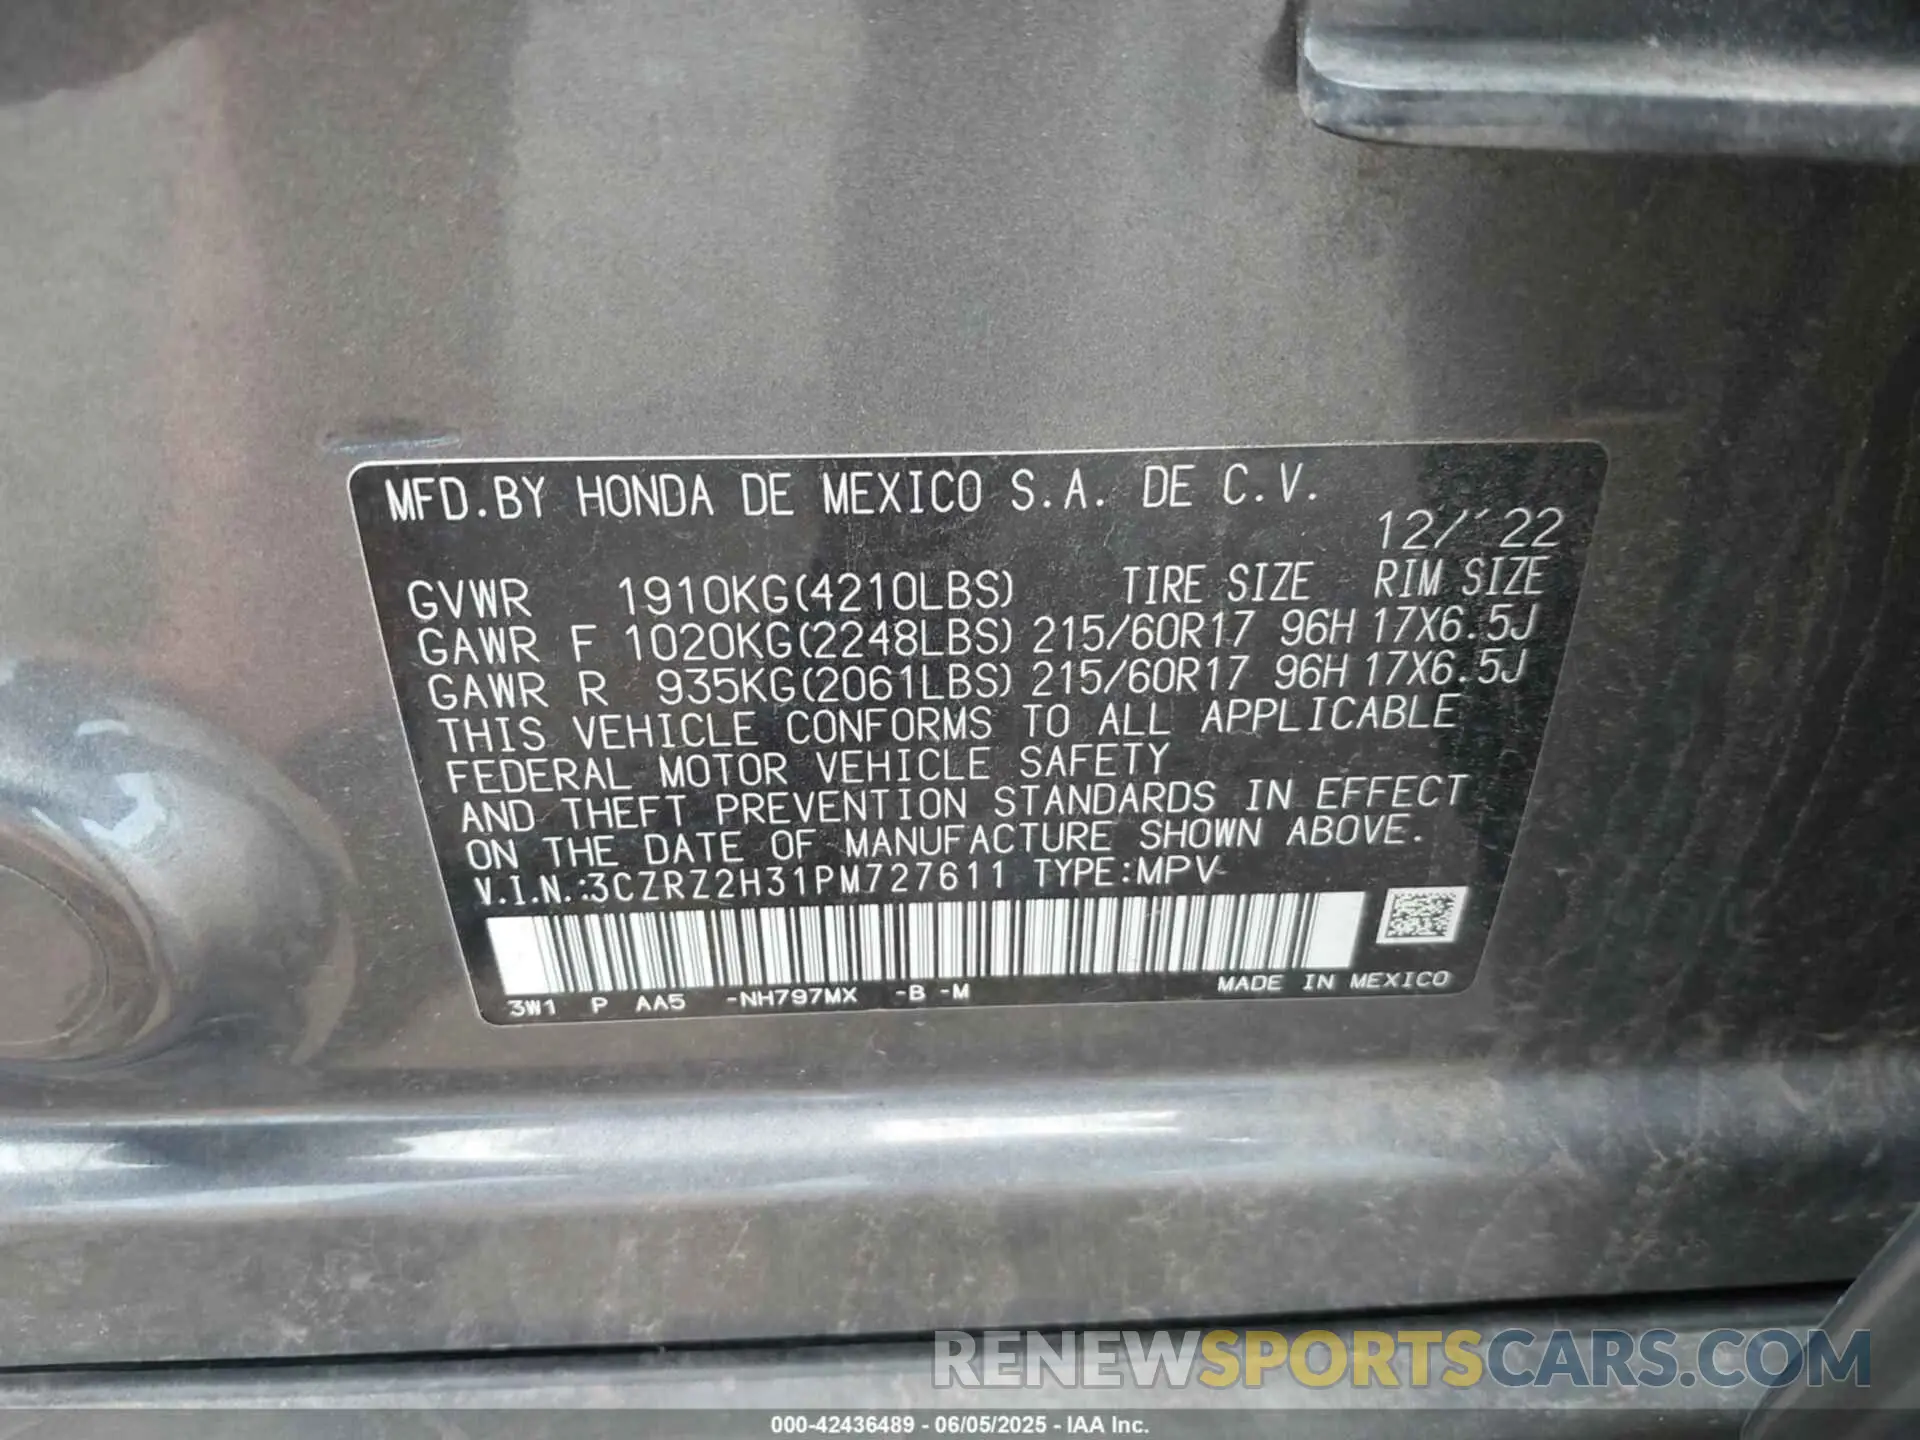 MFD.BY HONDA DE MEXICO S.A. DE C.V.
12/'22
GVWR 1910KG(4210LBS) TIRE SIZE RIM SIZE
GAWR F 1020KG(2248LBS) 215/60R17 96H 17X6.5J
GAWR R 935KG(2061LBS) 215/60R17 96H 17X6.5J
THIS VEHICLE CONFORMS TO ALL APPLICABLE
FEDERAL MOTOR VEHICLE SAFETY
AND THEFT PREVENTION STANDARDS IN EFFECT
ON THE DATE OF MANUFACTURE SHOWN ABOVE.
V.I.N.:3CZRZ2H31PM727611 TYPE:MPV
3W1 P AA5 -NH797MX -B -M MADE IN MEXICO
RENEWSPORTSCARS.COM
000-42436489 - 06/05/2025 - IAA Inc.